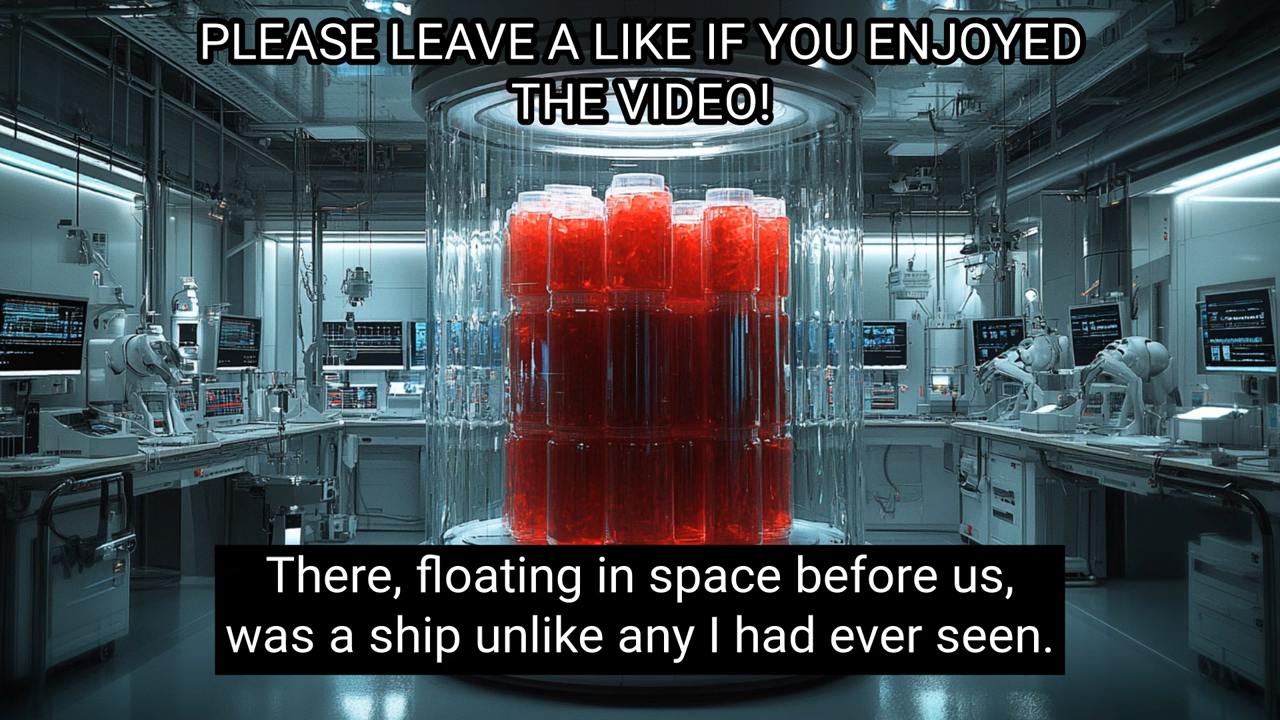 PLEASE LEAVE A LIKE IF YOU ENJOYED
THE VIDEO!
There, floating in space before us,
was a ship unlike any I had ever seen.